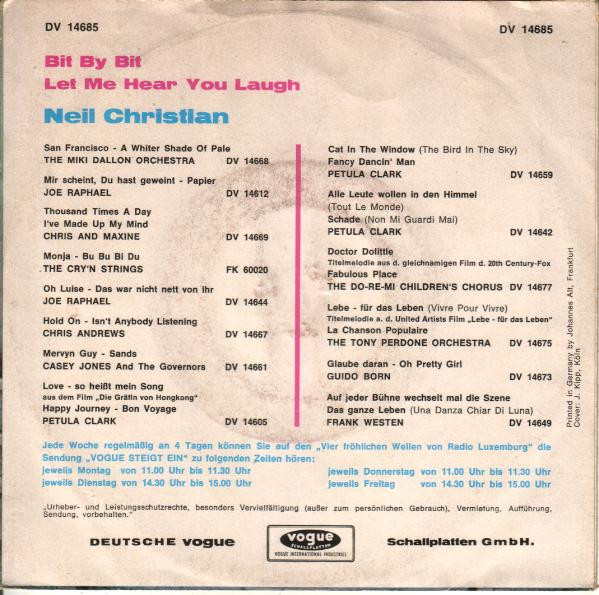 DV 14685
DV 14685
Bit By Bit
Let Me Hear You Laugh
Neil Christian
San Francisco - A Whiter Shade Of Pale
THE MIKI DALLON ORCHESTRA DV 14668
Mir scheint, Du hast geweint - Papier
JOE RAPHAEL DV 14612
Thousand Times A Day
I've Made Up My Mind
CHRIS AND MAXINE DV 14669
Monja - Bu Bu Bi Du
THE CRY'N STRINGS FK 60020
Oh Luise - Das war nicht nett von ihr
JOE RAPHAEL DV 14644
Hold On - Isn't Anybody Listening
CHRIS ANDREWS DV 14667
Mervyn Guy - Sands
CASEY JONES And The Governors DV 14661
Love - so heißt mein Song
aus dem Film „Die Gräfin von Hongkong“
Happy Journey - Bon Voyage
PETULA CLARK DV 14605
Cat In The Window (The Bird In The Sky)
Fancy Dancin' Man
PETULA CLARK DV 14659
Alle Leute wollen in den Himmel
(Tout Le Monde)
Schade (Non Mi Guardi Mai)
PETULA CLARK DV 14642
Doctor Dolittle
Titelmelodie aus d. gleichnamigen Film d. 20th Century-Fox
Fabulous Place
THE DO-RE-MI CHILDREN'S CHORUS DV 14677
Lebe - für das Leben (Vivre Pour Vivre)
Titelmelodie a. d. United Artists Film „Lebe - für das Leben“
La Chanson Populaire
THE TONY PERDONE ORCHESTRA DV 14675
Glaube daran - Oh Pretty Girl
GUIDO BORN DV 14673
Auf jeder Bühne wechselt mal die Szene
Das ganze Leben (Una Danza Chiar Di Luna)
FRANK WESTEN DV 14649
Printed in Germany by Johannes Alt, Frankfurt
Cover: J. Kipp, Köln
Jede Woche regelmäßig an 4 Tagen können Sie auf den „Vier fröhlichen Wellen von Radio Luxemburg“ die
Sendung „VOGUE STEIGT EIN“ zu folgenden Zeiten hören:
jeweils Montag von 11.00 Uhr bis 11.30 Uhr
jeweils Dienstag von 14.30 Uhr bis 15.00 Uhr
jeweils Donnerstag von 11.00 Uhr bis 11.30 Uhr
jeweils Freitag von 14.30 Uhr bis 15.00 Uhr
„Urheber- und Leistungsschutzrechte, besonders Vervielfältigung (außer zum persönlichen Gebrauch), Vermietung, Aufführung,
Sendung, vorbehalten.“
DEUTSCHE vogue
vogue
SCHALLPLATTEN
VOGUE INTERNATIONAL INDUSTRIES
Schallplatten GmbH.